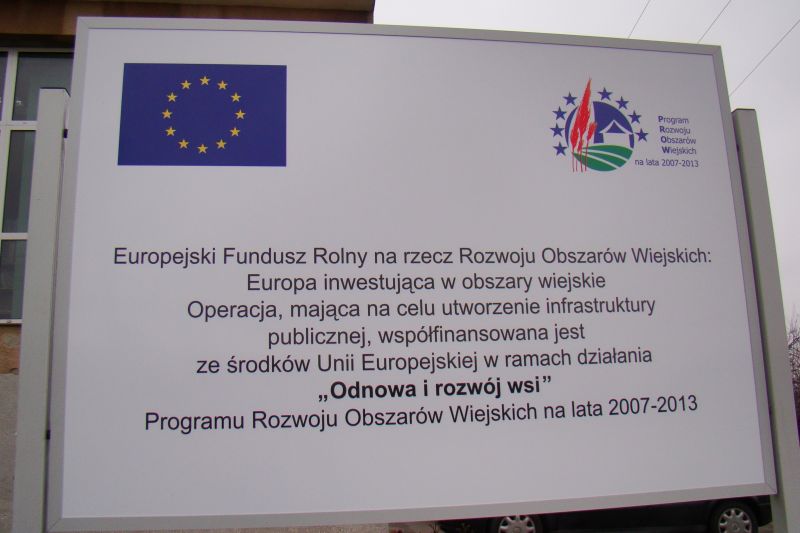 Program
Rozwoju
Obszarów
Wiejskich
na lata 2007-2013
Europejski Fundusz Rolny na rzecz Rozwoju Obszarów Wiejskich:
Europa inwestująca w obszary wiejskie
Operacja, mająca na celu utworzenie infrastruktury
publicznej, współfinansowana jest
ze środków Unii Europejskiej w ramach działania
„Odnowa i rozwój wsi”
Programu Rozwoju Obszarów Wiejskich na lata 2007-2013